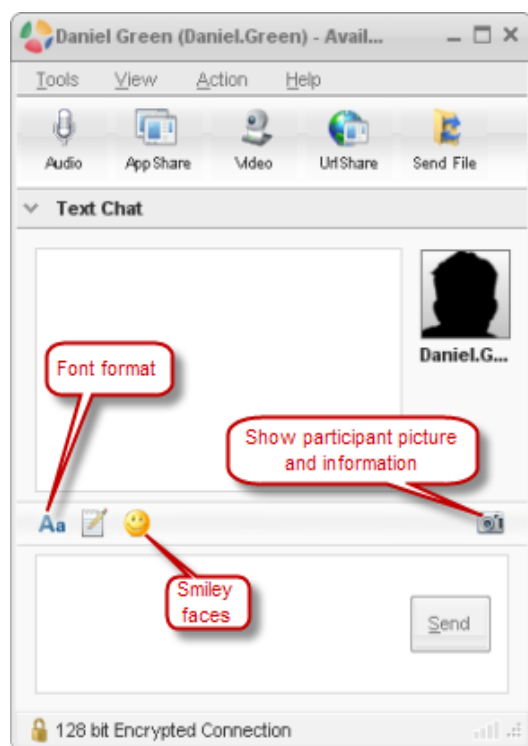 Daniel Green (Daniel.Green) - Avail...
Tools View Action Help
Audio App Share Video Url Share Send File
Text Chat
Daniel.G...
Font format
Show participant picture
and information
Aa
Smiley
faces
Send
128 bit Encrypted Connection